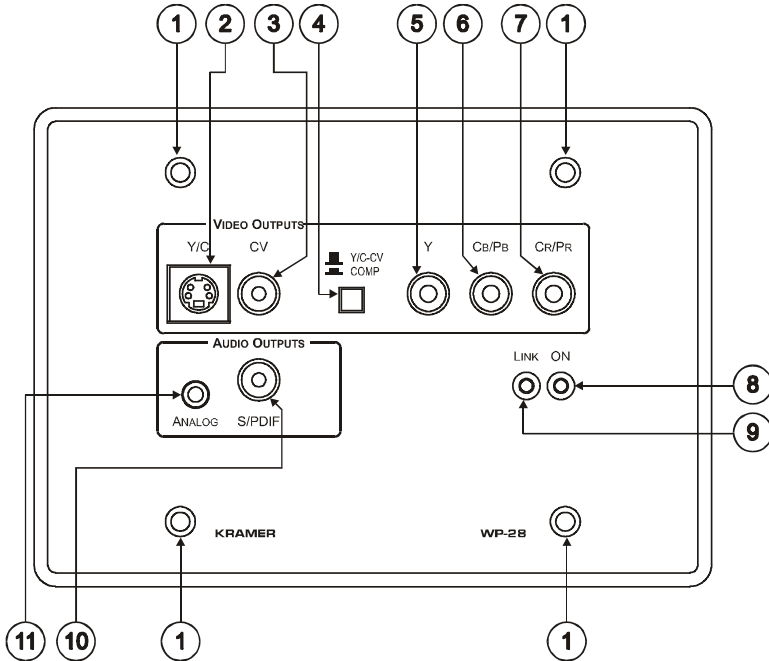 1 2 3 4 5 6 7 1
VIDEO OUTPUTS
Y/C CV Y CB/PB CR/PR
Y/C-CV
COMP
AUDIO OUTPUTS
LINK ON
8
ANALOG S/PDIF
9
KRAMER WP-28
11 10 1 1